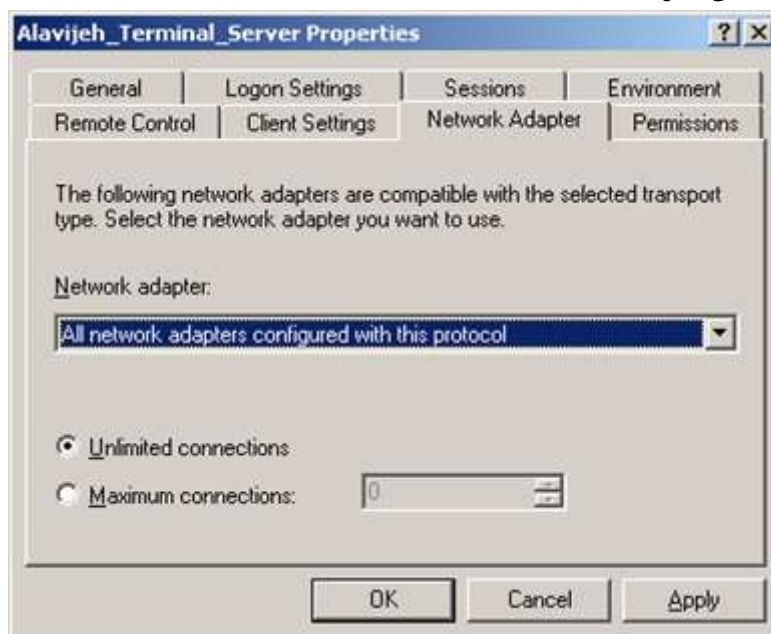 Alavijeh_Terminal_Server Properties
General Logon Settings Sessions Environment
Remote Control Client Settings Network Adapter Permissions
The following network adapters are compatible with the selected transport
type. Select the network adapter you want to use.
Network adapter:
All network adapters configured with this protocol
Unlimited connections
Maximum connections: 0
OK Cancel Apply